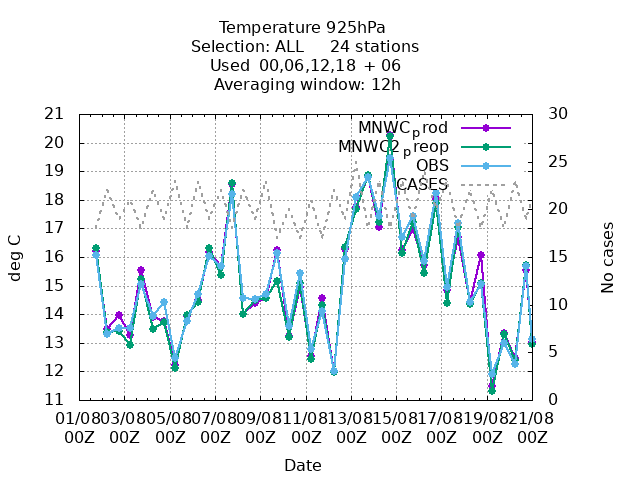 Temperature 925hPa
Selection: ALL 24 stations
Used 00,06,12,18 + 06
Averaging window: 12h
21
20
19
18
17
16
15
14
13
12
11
30
25
20
15
10
5
0
MNWCprod
MNWC2preop
OBS
CASES
deg C
No cases
01/08 03/08 05/08 07/08 09/08 11/08 13/08 15/08 17/08 19/08 21/08
00Z 00Z 00Z 00Z 00Z 00Z 00Z 00Z 00Z 00Z 00Z
Date